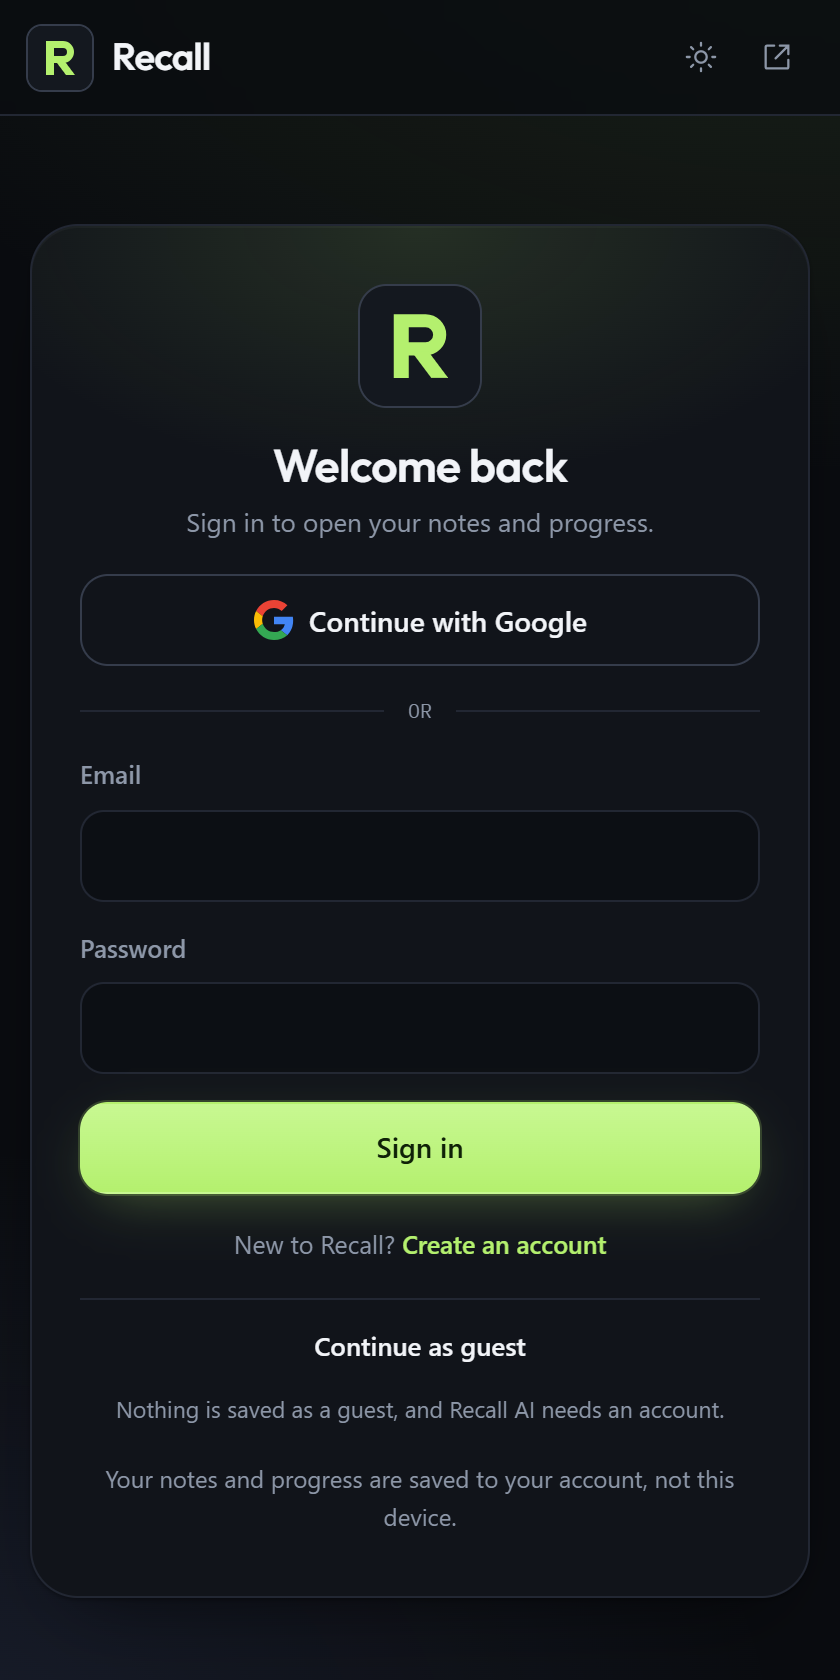 R Recall
R
Welcome back
Sign in to open your notes and progress.
Continue with Google
OR
Email
Password
Sign in
New to Recall? Create an account
Continue as guest
Nothing is saved as a guest, and Recall AI needs an account.
Your notes and progress are saved to your account, not this
device.